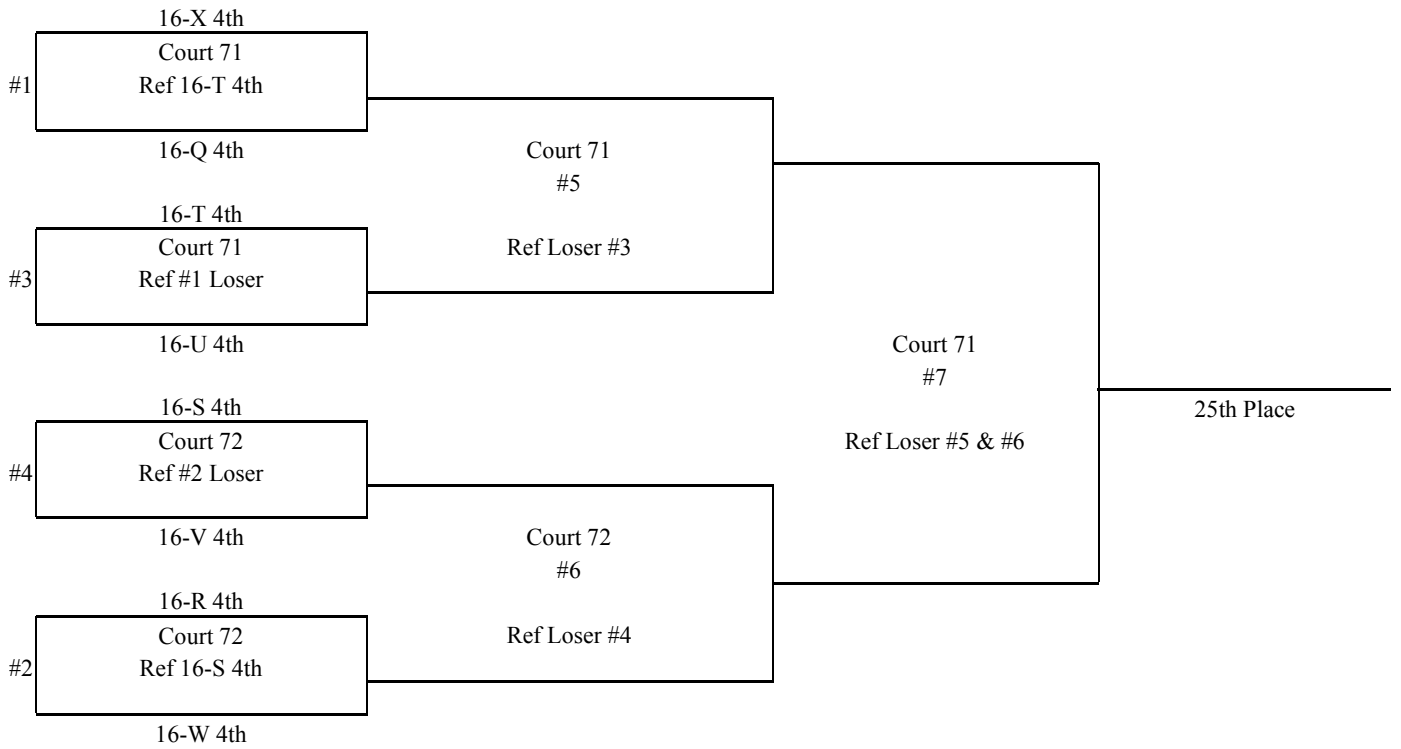 16-X 4th
Court 71
#1
Ref 16-T 4th
16-Q 4th
Court 71
#5
16-T 4th
Court 71
Ref Loser #3
#3
Ref #1 Loser
16-U 4th
Court 71
#7
16-S 4th
25th Place
Court 72
Ref Loser #5 & #6
#4
Ref #2 Loser
16-V 4th
Court 72
#6
16-R 4th
Court 72
Ref Loser #4
#2
Ref 16-S 4th
16-W 4th